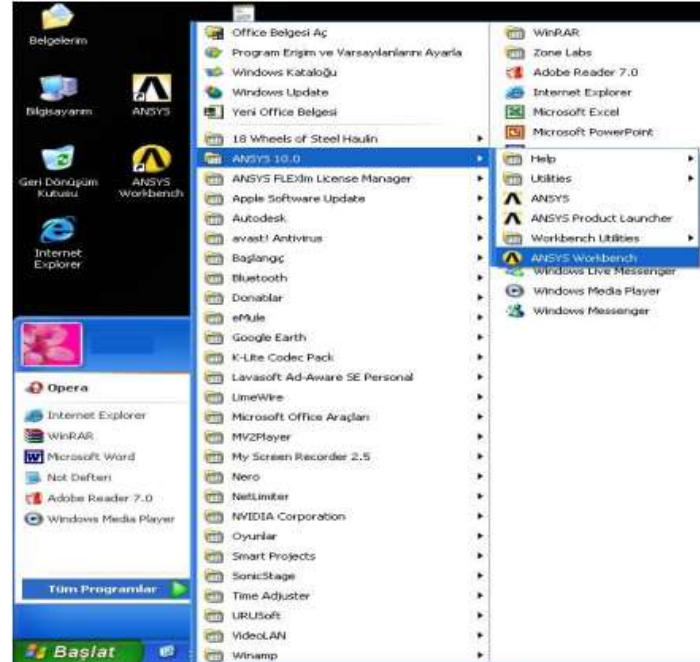 Belgelerim
Bilgisayarım
ANSYS
Geri Dönüşüm
Kutusu
ANSYS
Workbench
Internet
Explorer
Opera
Internet Explorer
WinRAR
Microsoft Word
Not Defteri
Adobe Reader 7.0
Windows Media Player
Tüm Programlar
Başlat
Office Belgesi Aç
Program Erişim ve Varsayılanlarını Ayarla
Windows Kataloğu
Windows Update
Yeni Office Belgesi
18 Wheels of Steel Haulin
ANSYS 10.0
ANSYS FLEXlm License Manager
Apple Software Update
Autodesk
avast! Antivirus
Başlangıç
Bluetooth
Donatılar
eMule
Google Earth
K-Lite Codec Pack
Lavasoft Ad-Aware SE Personal
LimeWire
Microsoft Office Araçları
MV2Player
My Screen Recorder 2.5
Nero
NetLimiter
NVIDIA Corporation
Oyunlar
Smart Projects
SonicStage
Time Adjuster
URUSoft
VideoLAN
Winamp
WinRAR
Zone Labs
Adobe Reader 7.0
Internet Explorer
Microsoft Excel
Microsoft PowerPoint
Help
Utilities
ANSYS
ANSYS Product Launcher
Workbench Utilities
ANSYS Workbench
Windows Live Messenger
Windows Media Player
Windows Messenger